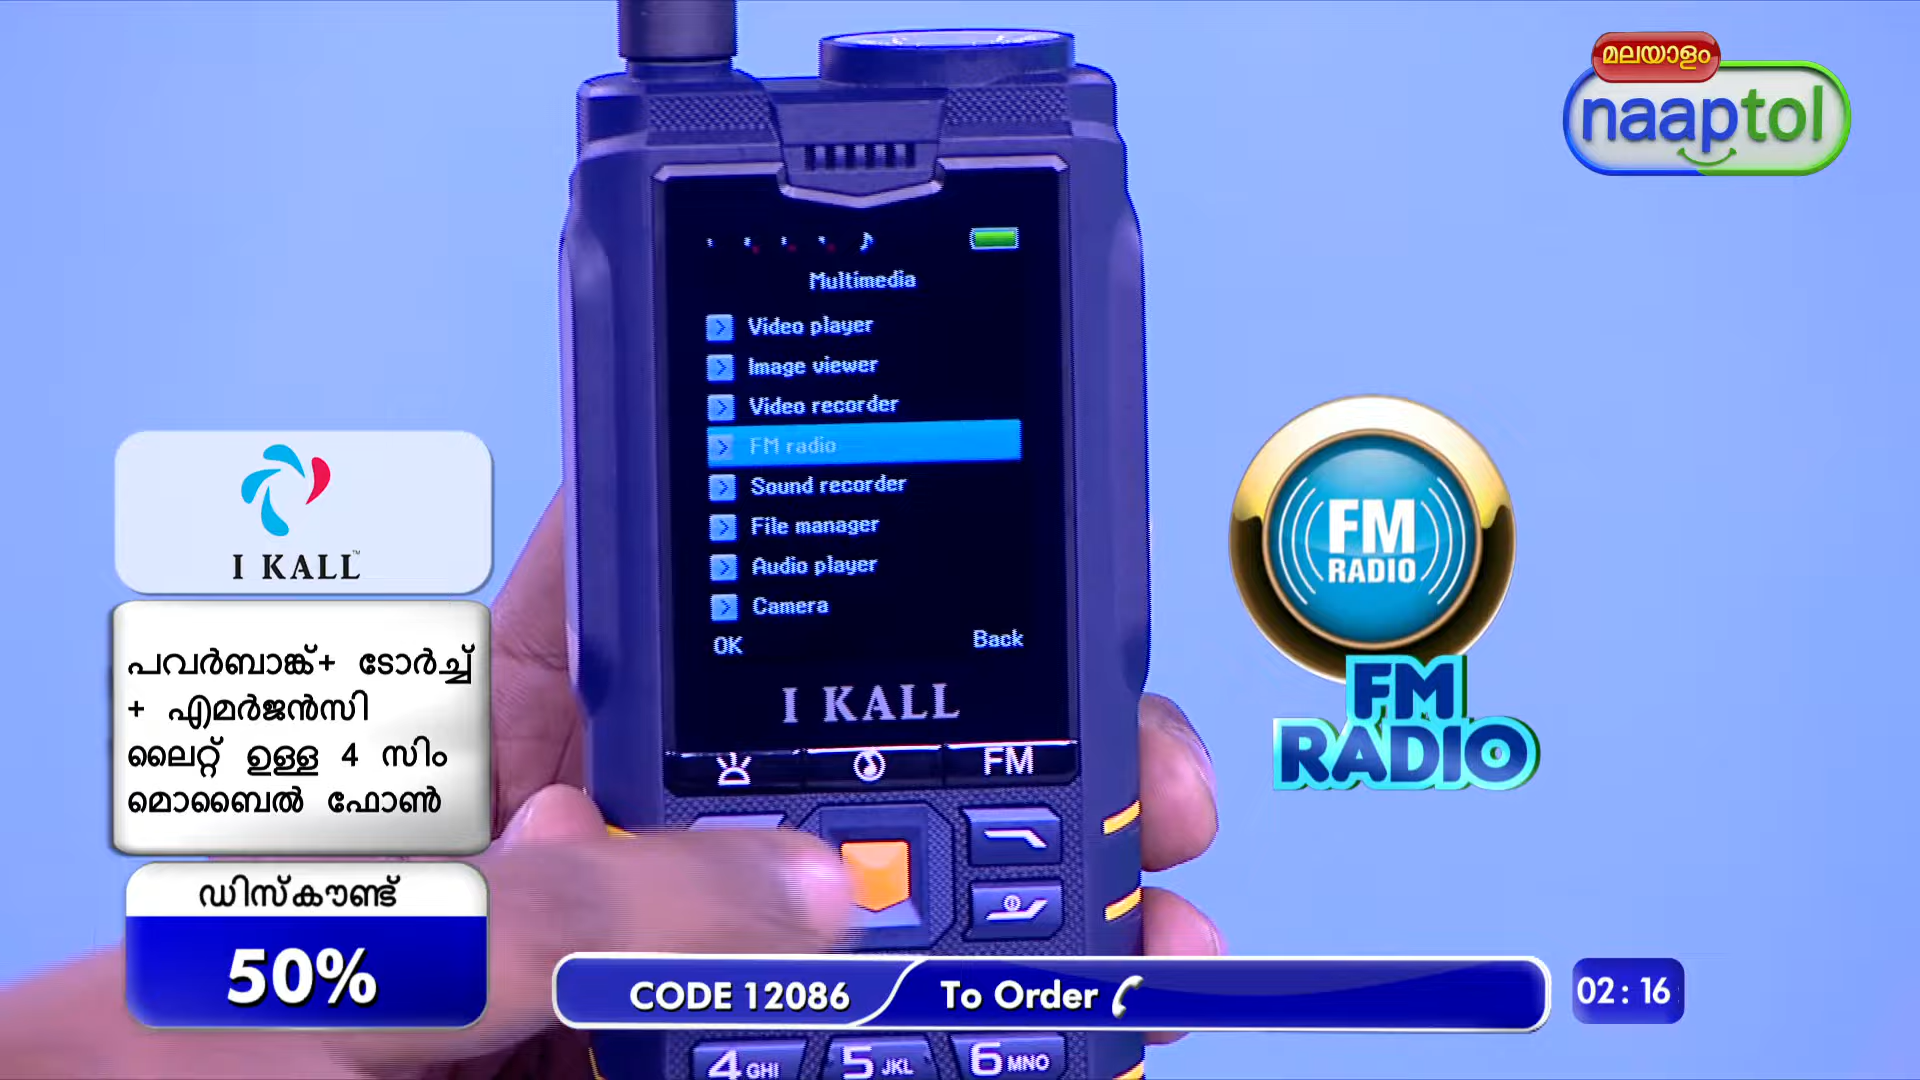 മലയാളം
naaptol
Multimedia
Video player
Image viewer
Video recorder
FM radio
Sound recorder
File manager
Audio player
Camera
OK
Back
I KALL
FM
I KALL™
പവർബാങ്ക്+ ടോർച്ച്
+ എമർജൻസി
ലൈറ്റ് ഉള്ള 4 സിം
മൊബൈൽ ഫോൺ
ഡിസ്കൗണ്ട്
50%
FM
RADIO
FM
RADIO
CODE 12086
To Order
02: 16
4 GHI
5 JKL
6 MNO